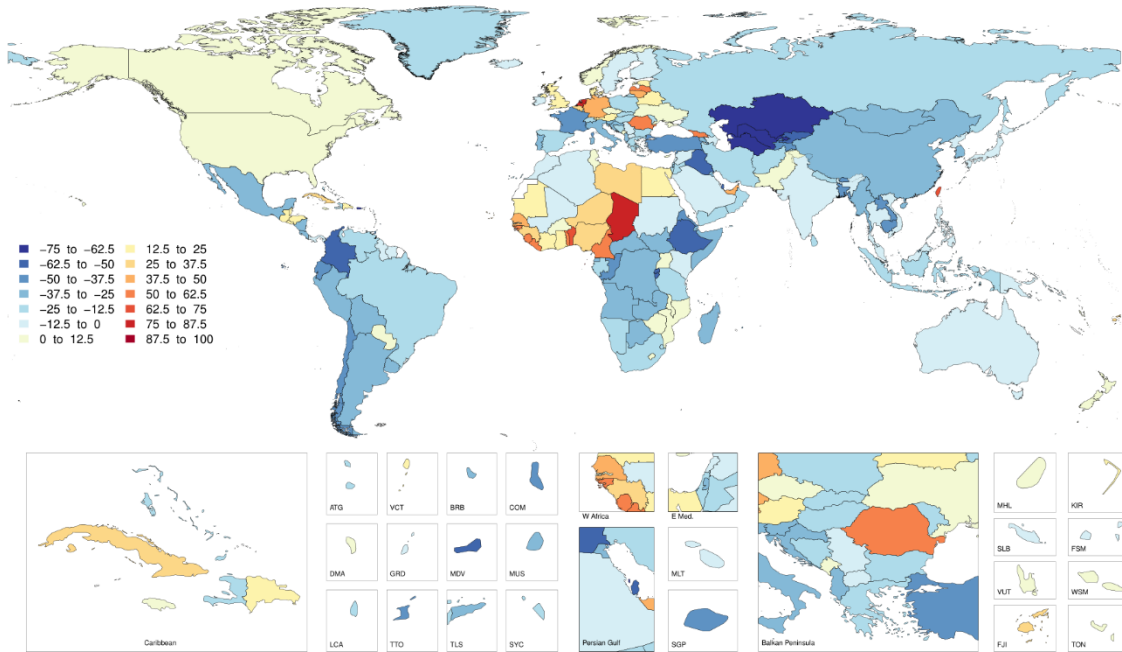 −75 to −62.5
−62.5 to −50
−50 to −37.5
−37.5 to −25
−25 to −12.5
−12.5 to 0
0 to 12.5
12.5 to 25
25 to 37.5
37.5 to 50
50 to 62.5
62.5 to 75
75 to 87.5
87.5 to 100
Caribbean
ATG
VCT
BRB
COM
DMA
GRD
MDV
MUS
LCA
TTO
TLS
SYC
W Africa
E Med.
Persian Gulf
MLT
SGP
Balkan Peninsula
MHL
KIR
SLB
FSM
VUT
WSM
FJI
TON